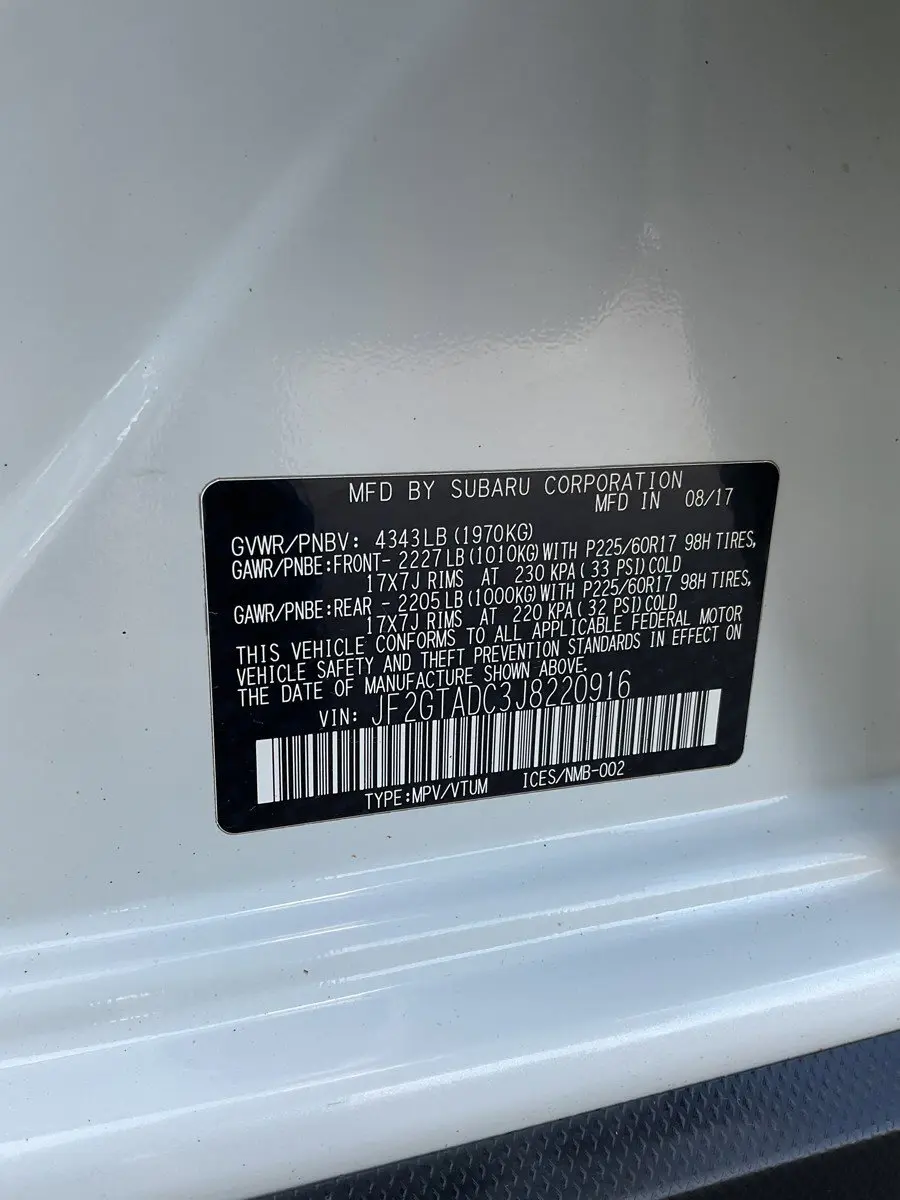 MFD BY SUBARU CORPORATION
MFD IN 08/17
GVWR/PNBV: 4343LB (1970KG)
GAWR/PNBE:FRONT- 2227 LB (1010KG) WITH P225/60R17 98H TIRES,
17X7J RIMS AT 230 KPA ( 33 PSI) COLD
GAWR/PNBE:REAR - 2205 LB (1000KG) WITH P225/60R17 98H TIRES,
17X7J RIMS AT 220 KPA ( 32 PSI) COLD
THIS VEHICLE CONFORMS TO ALL APPLICABLE FEDERAL MOTOR
VEHICLE SAFETY AND THEFT PREVENTION STANDARDS IN EFFECT ON
THE DATE OF MANUFACTURE SHOWN ABOVE.
VIN: JF2GTADC3J8220916
TYPE:MPV/VTUM ICES/NMB-002